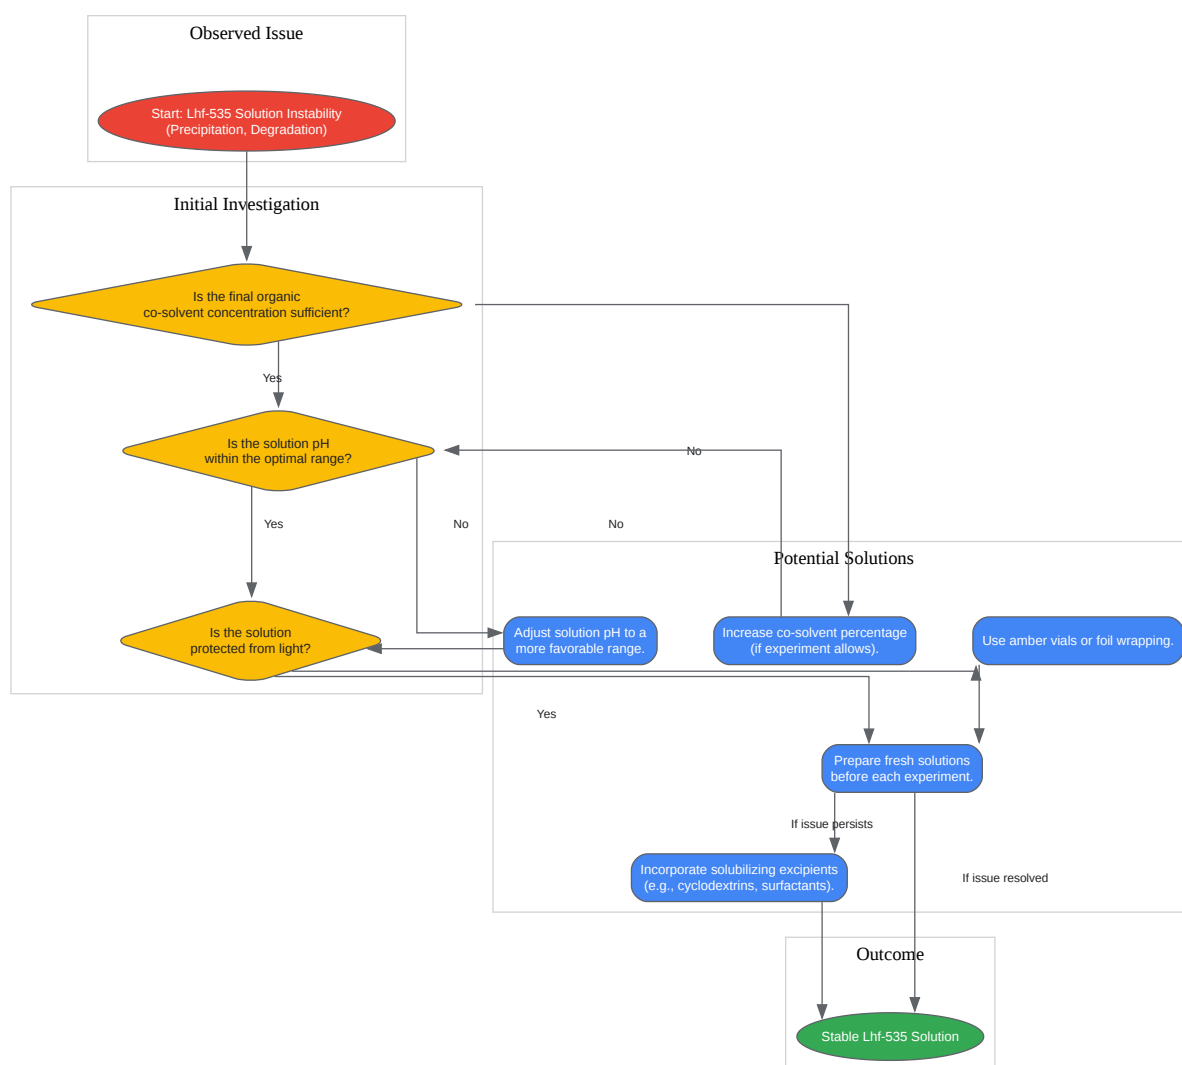 Observed Issue
Start: Lhf-535 Solution Instability
(Precipitation, Degradation)
Initial Investigation
Is the final organic
co-solvent concentration sufficient?
Yes
Is the solution pH
within the optimal range?
No
Yes
No
No
Potential Solutions
Is the solution
protected from light?
Adjust solution pH to a
more favorable range.
Increase co-solvent percentage
(if experiment allows).
Use amber vials or foil wrapping.
Yes
Prepare fresh solutions
before each experiment.
If issue persists
Incorporate solubilizing excipients
(e.g., cyclodextrins, surfactants).
If issue resolved
Outcome
Stable Lhf-535 Solution